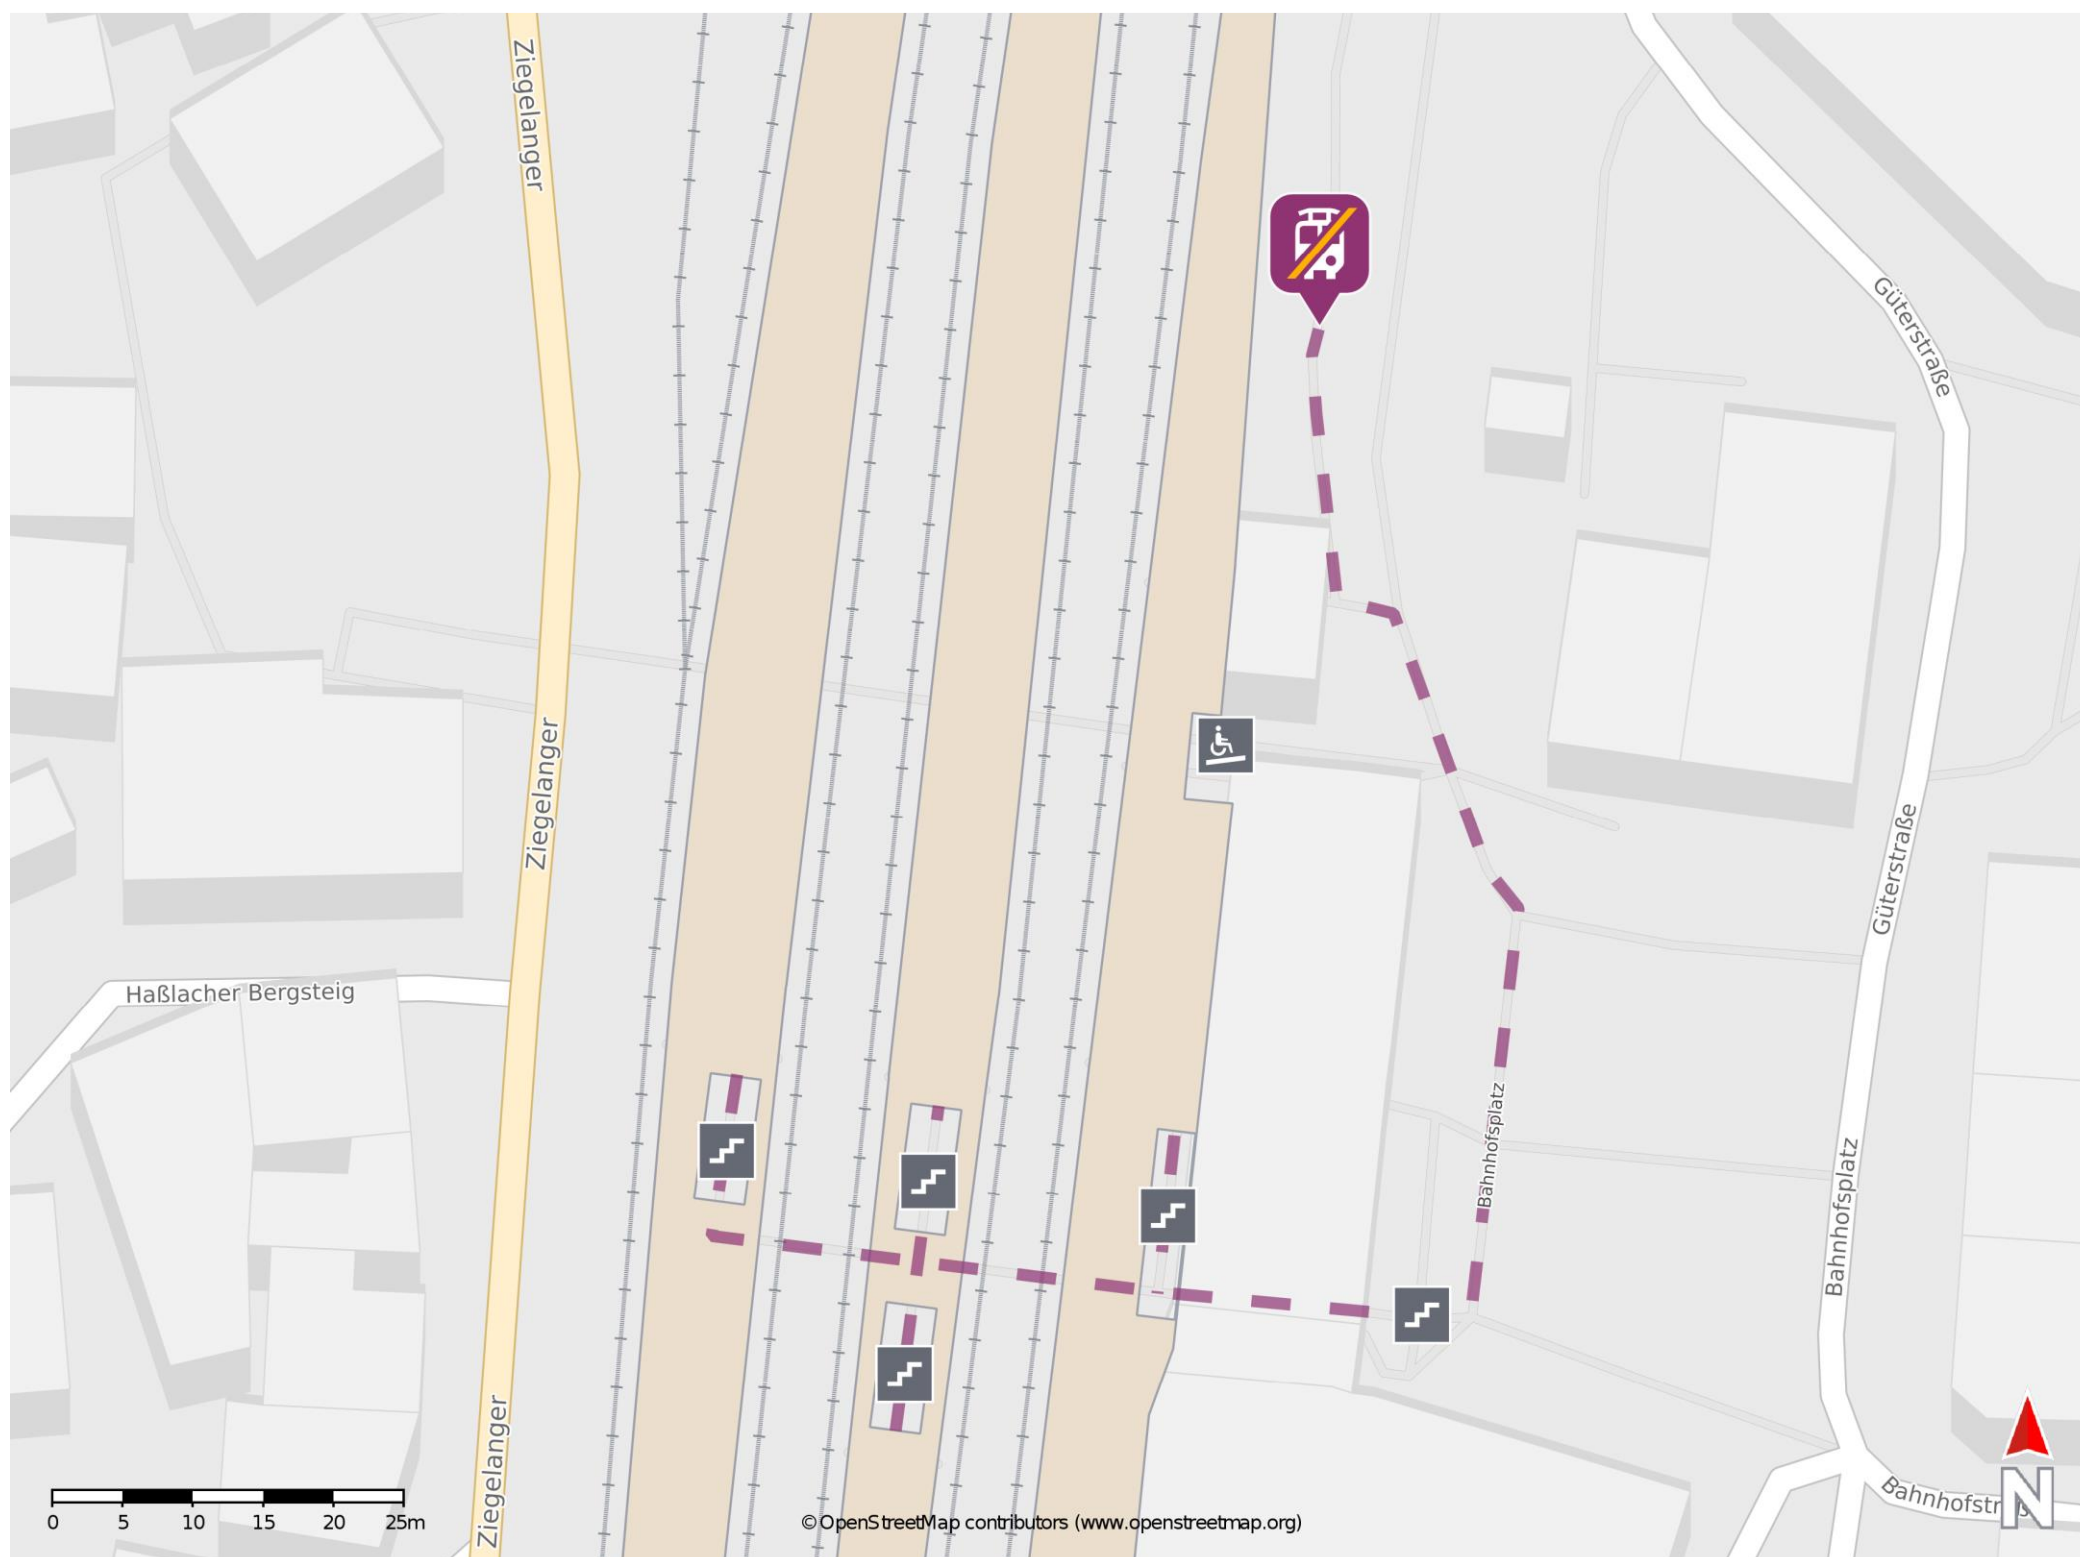 Ziegelanger
Güterstraße
Ziegelanger
Güterstraße
Haßlacher Bergsteig
Bahnhofsplatz
Bahnhofsplatz
Ziegelanger
N
0 5 10 15 20 25m
©OpenStreetMap contributors (www.openstreetmap.org)